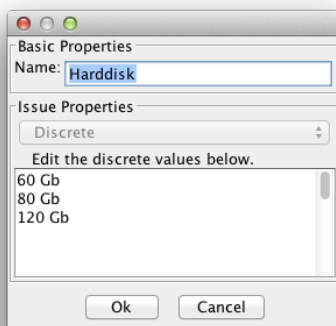 Basic Properties
Name: Harddisk
Issue Properties
Discrete
Edit the discrete values below.
60 Gb
80 Gb
120 Gb
Ok Cancel